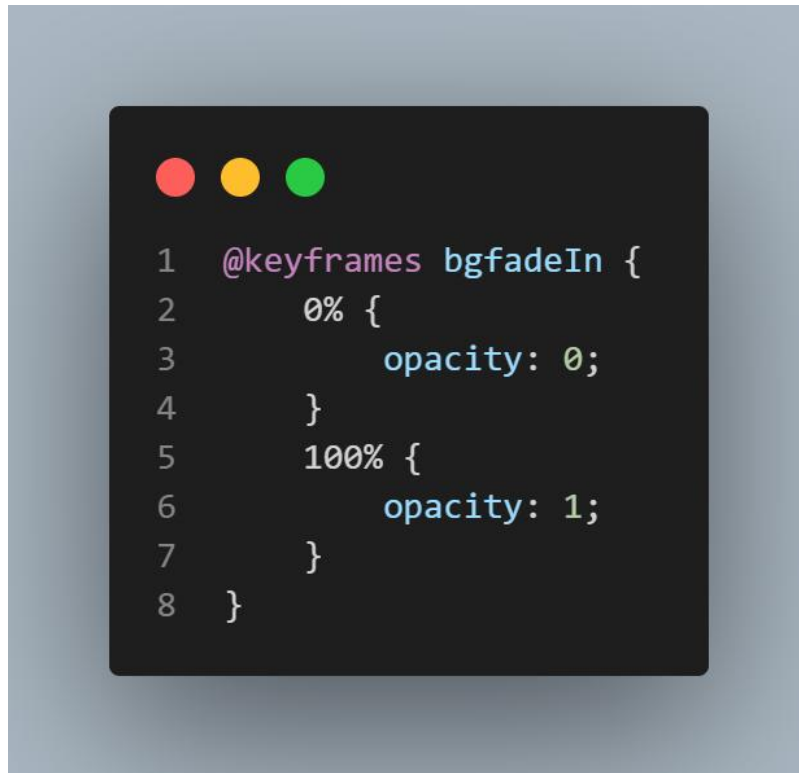 1 @keyframes bgfadeIn {
2     0% {
3         opacity: 0;
4     }
5     100% {
6         opacity: 1;
7     }
8 }